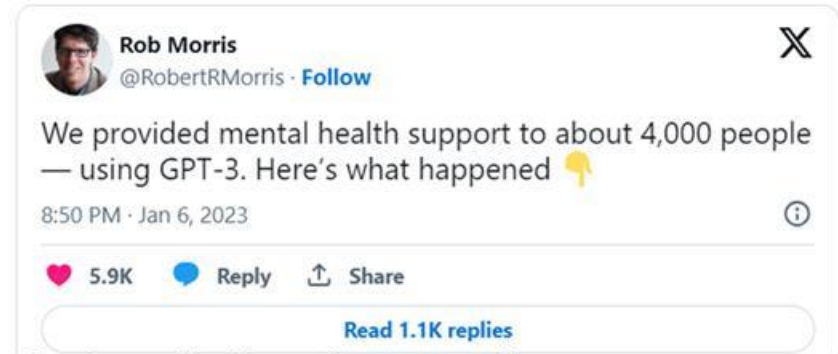 Rob Morris
@RobertRMorris · Follow
We provided mental health support to about 4,000 people
— using GPT-3. Here's what happened 👇
8:50 PM · Jan 6, 2023
5.9K Reply Share
Read 1.1K replies